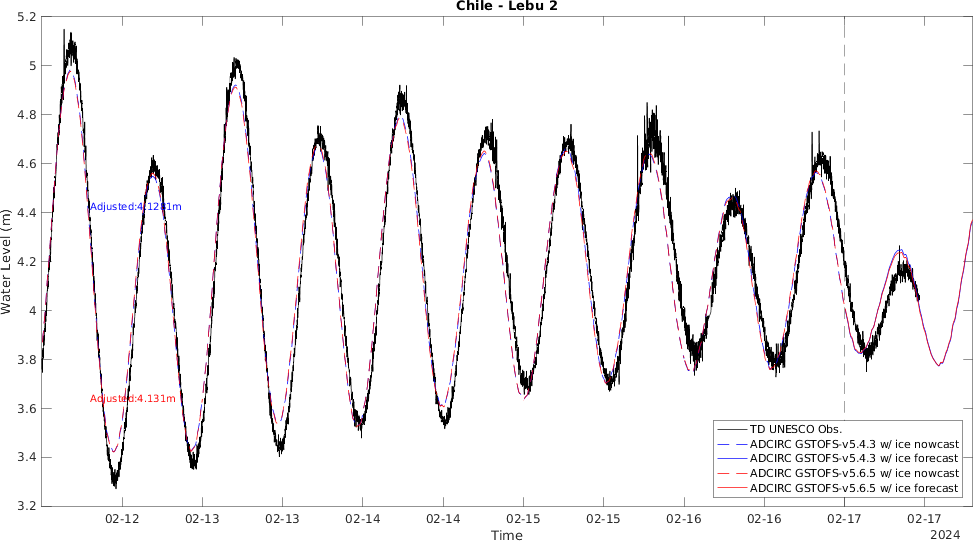 Chile - Lebu 2
5.2
5
4.8
4.6
4.4
4.2
4
3.8
3.6
3.4
3.2
Water Level (m)
Adjusted:4.1281m
Adjusted:4.131m
TD UNESCO Obs.
ADCIRC GSTOFS-v5.4.3 w/ ice nowcast
ADCIRC GSTOFS-v5.4.3 w/ ice forecast
ADCIRC GSTOFS-v5.6.5 w/ ice nowcast
ADCIRC GSTOFS-v5.6.5 w/ ice forecast
02-12 02-13 02-13 02-14 02-14 02-15 02-15 02-16 02-16 02-17 02-17
Time
2024